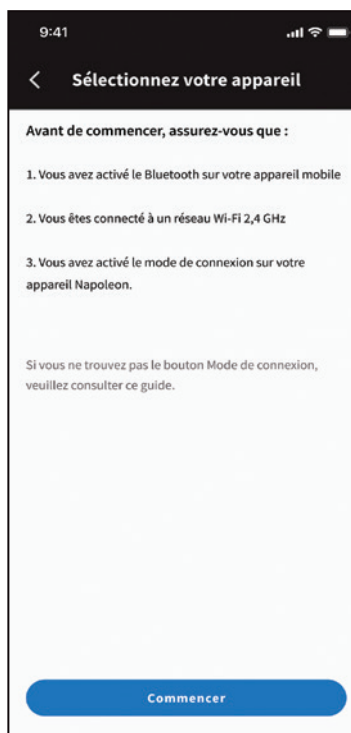 9:41
Sélectionnez votre appareil
Avant de commencer, assurez-vous que :
1. Vous avez activé le Bluetooth sur votre appareil mobile
2. Vous êtes connecté à un réseau Wi-Fi 2,4 GHz
3. Vous avez activé le mode de connexion sur votre
appareil Napoleon.
Si vous ne trouvez pas le bouton Mode de connexion,
veuillez consulter ce guide.
Commencer